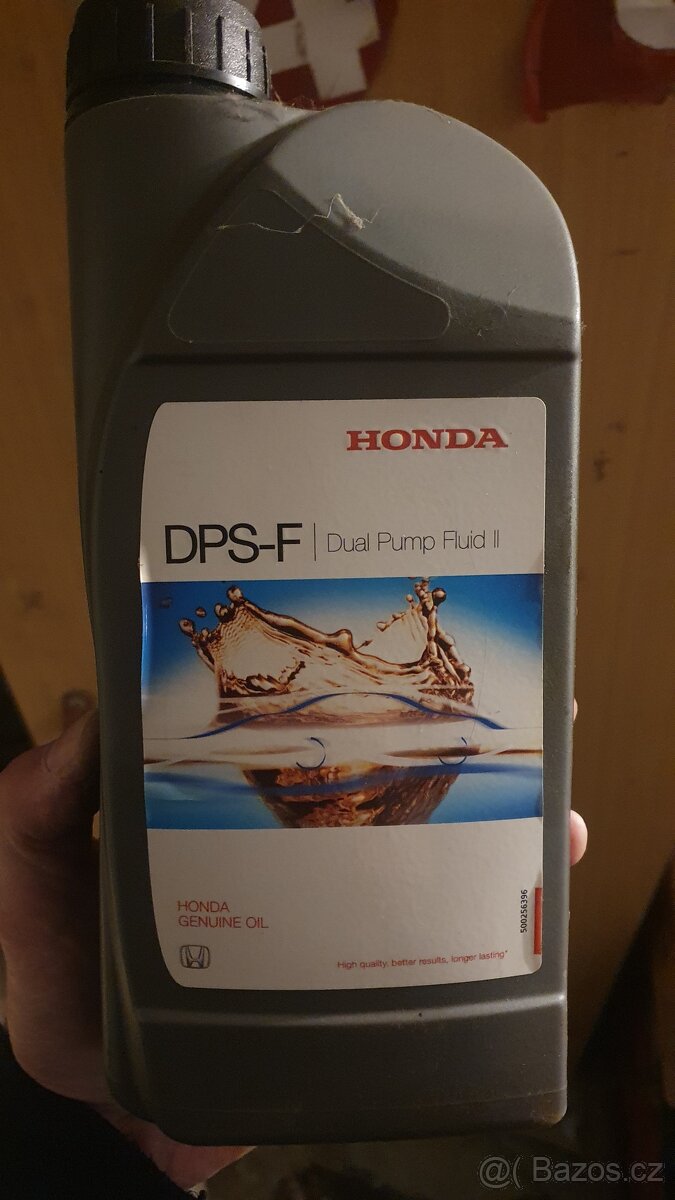 HONDA
DPS-F | Dual Pump Fluid II
HONDA
GENUINE OIL
500256396
High quality, better results, longer lasting*
@( Bazos.cz